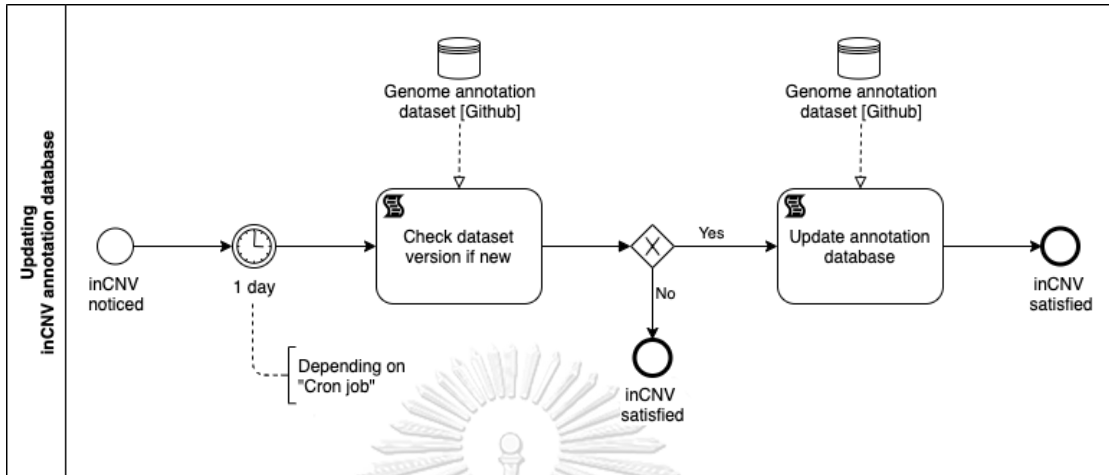 Updating
inCNV annotation database
Genome annotation
dataset [Github]
Genome annotation
dataset [Github]
inCNV
noticed
1 day
Depending on
"Cron job"
Check dataset
version if new
X
Yes
No
inCNV
satisfied
Update annotation
database
inCNV
satisfied